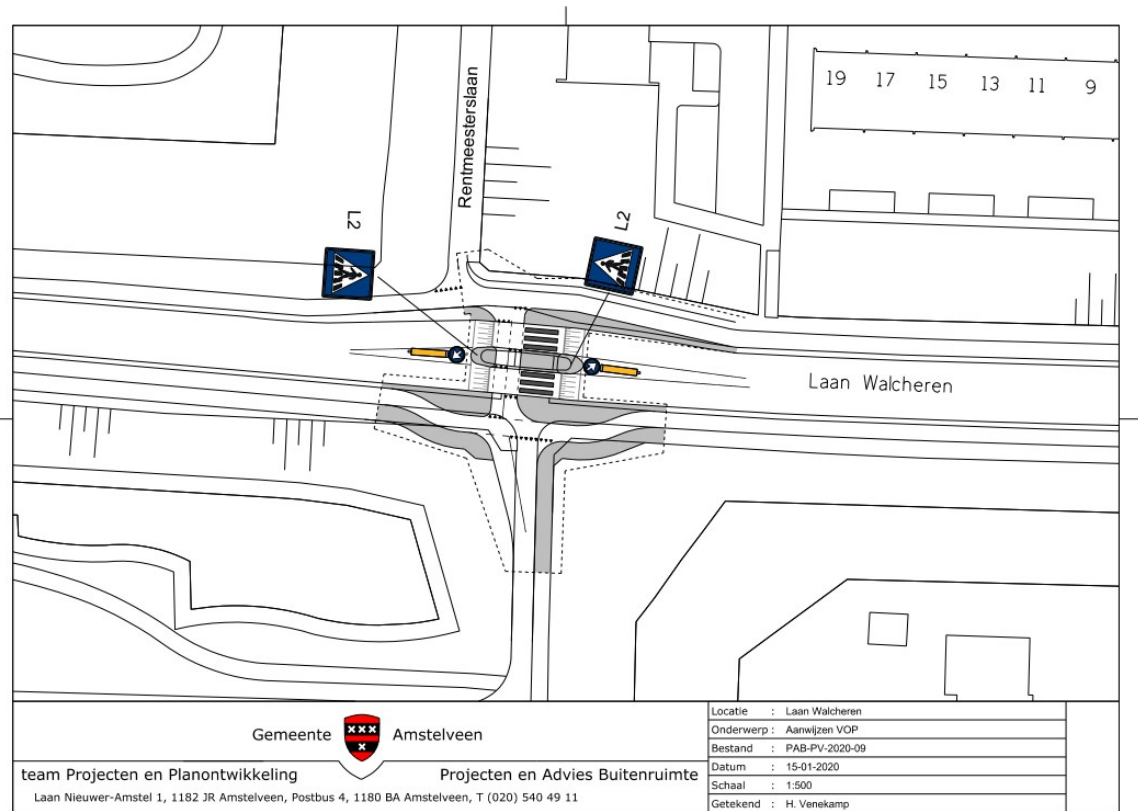 19 17 15 13 11 9
Rentmeesterslaan
L2
L2
Laan Walcheren
Gemeente Amstelveen
team Projecten en Planontwikkeling
Projecten en Advies Buitenruimte
Laan Nieuwer-Amstel 1, 1182 JR Amstelveen, Postbus 4, 1180 BA Amstelveen, T (020) 540 49 11
Locatie : Laan Walcheren
Onderwerp : Aanwijzen VOP
Bestand : PAB-PV-2020-09
Datum : 15-01-2020
Schaal : 1:500
Getekend : H. Venekamp